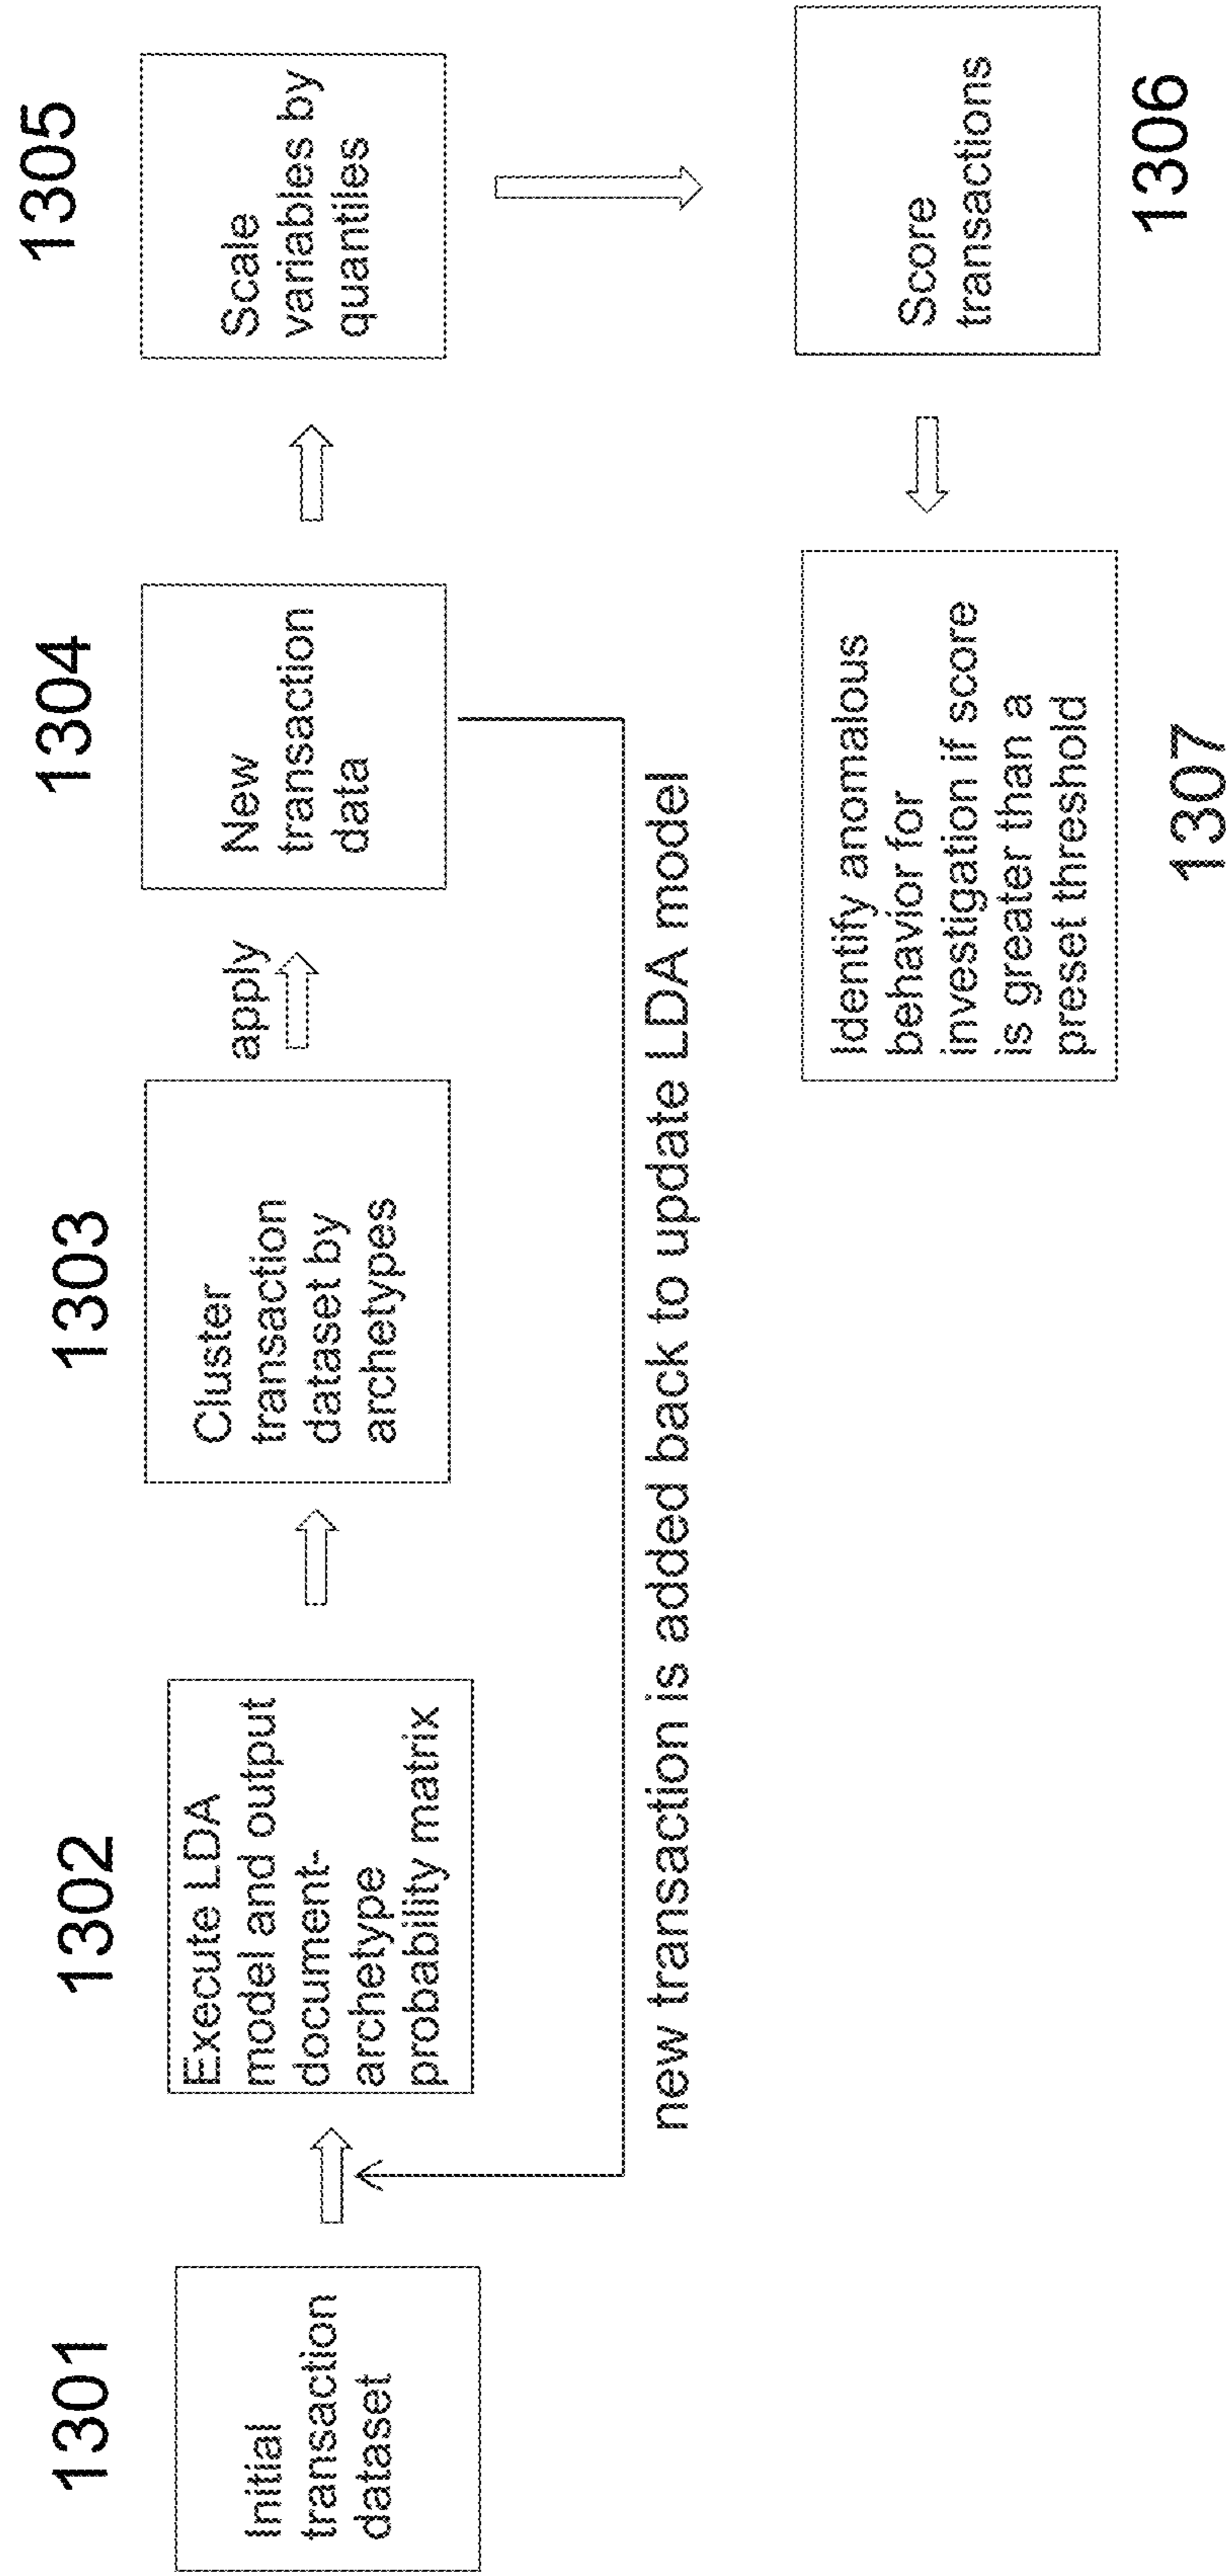 1301
Initial
transaction
dataset
1302
Execute LDA
model and output
document-
archetype
probability matrix
1303
Cluster
transaction
dataset by
archetypes
apply
1304
New
transaction
data
1305
Scale
variables by
quantiles
new transaction is added back to update LDA model
Score
transactions
1306
Identify anomalous
behavior for
investigation if score
is greater than a
preset threshold
1307